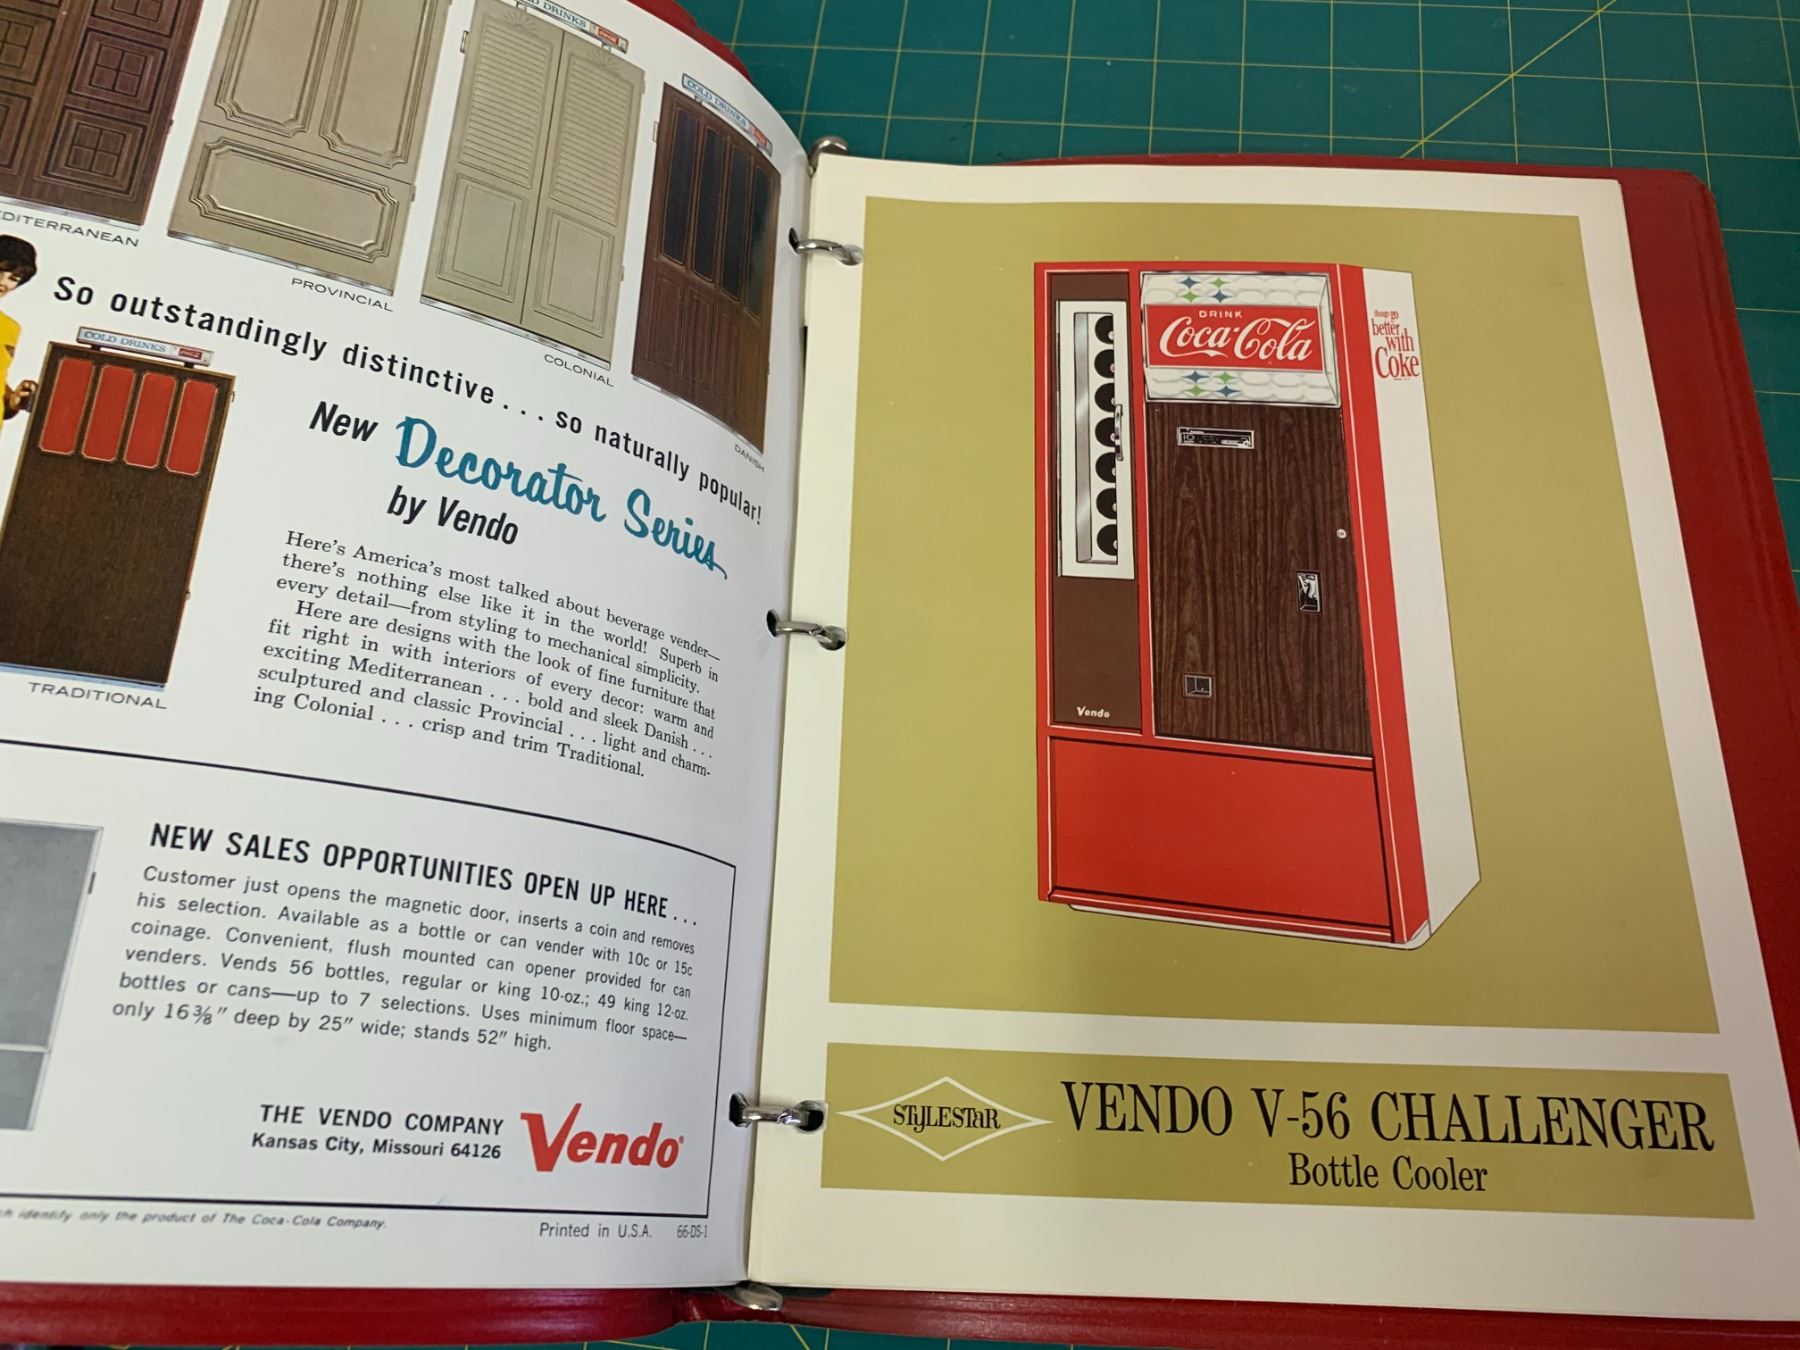 D DRINKS
COLD DRINKS
DITERRANEAN
PROVINCIAL
COLONIAL
DANISH
So outstandingly distinctive . . . so naturally popular!
COLD DRINKS
New Decorator Series
by Vendo
Here's America's most talked about beverage vender—
there's nothing else like it in the world! Superb in
every detail—from styling to mechanical simplicity.
Here are designs with the look of fine furniture that
fit right in with interiors of every decor: warm and
exciting Mediterranean . . . bold and sleek Danish . . .
sculptured and classic Provincial . . . light and charm-
ing Colonial . . . crisp and trim Traditional.
TRADITIONAL
NEW SALES OPPORTUNITIES OPEN UP HERE . . .
Customer just opens the magnetic door, inserts a coin and removes
his selection. Available as a bottle or can vender with 10c or 15c
coinage. Convenient, flush mounted can opener provided for can
venders. Vends 56 bottles, regular or king 10-oz.; 49 king 12-oz.
bottles or cans—up to 7 selections. Uses minimum floor space—
only 16⅜" deep by 25" wide; stands 52" high.
THE VENDO COMPANY
Kansas City, Missouri 64126
Vendo®
ch identify only the product of The Coca-Cola Company.
Printed in U.S.A. 66-DS-1
DRINK
Coca-Cola
things go
better
with
Coke
Vendo
STYLESTAR
VENDO V-56 CHALLENGER
Bottle Cooler